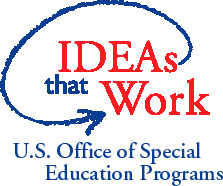 IDEAs
that Work
U.S. Office of Special
Education Programs